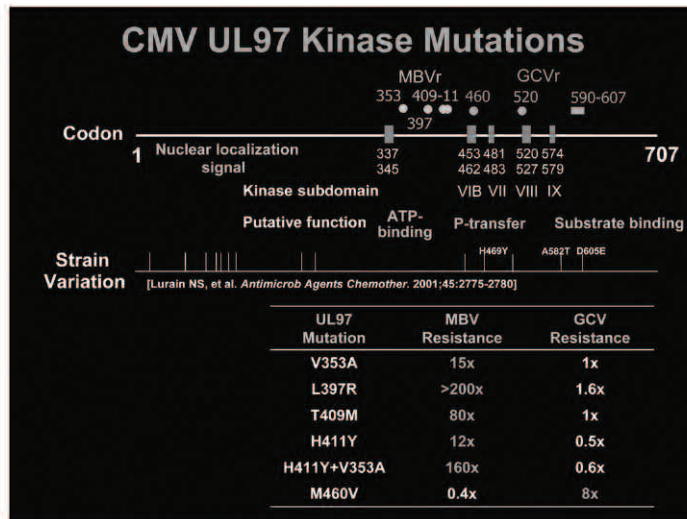 CMV UL97 Kinase Mutations
MBVr GCVr
353 409-11 460 520 590-607
397
Codon
1 Nuclear localization signal 337 345 453 462 481 483 520 527 574 579 707
Kinase subdomain VIB VII VIII IX
Putative function ATP-binding P-transfer Substrate binding
Strain Variation H469Y A582T D605E
[Lurain NS, et al. Antimicrob Agents Chemother. 2001;45:2775-2780]
UL97 Mutation MBV Resistance GCV Resistance
V353A 15x 1x
L397R >200x 1.6x
T409M 80x 1x
H411Y 12x 0.5x
H411Y+V353A 160x 0.6x
M460V 0.4x 8x